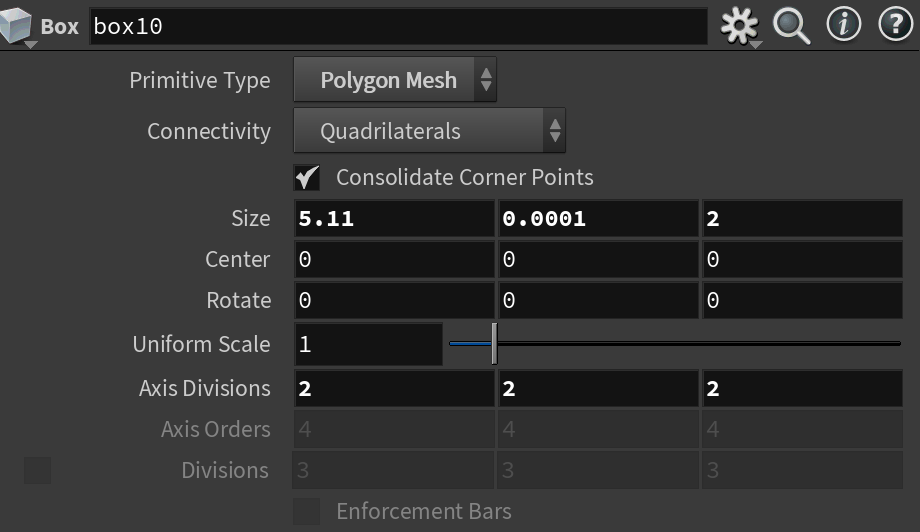 Box box10
Primitive Type Polygon Mesh
Connectivity Quadrilaterals
Consolidate Corner Points
Size 5.11 0.0001 2
Center 0 0 0
Rotate 0 0 0
Uniform Scale 1
Axis Divisions 2 2 2
Axis Orders 4 4 4
Divisions 3 3 3
Enforcement Bars